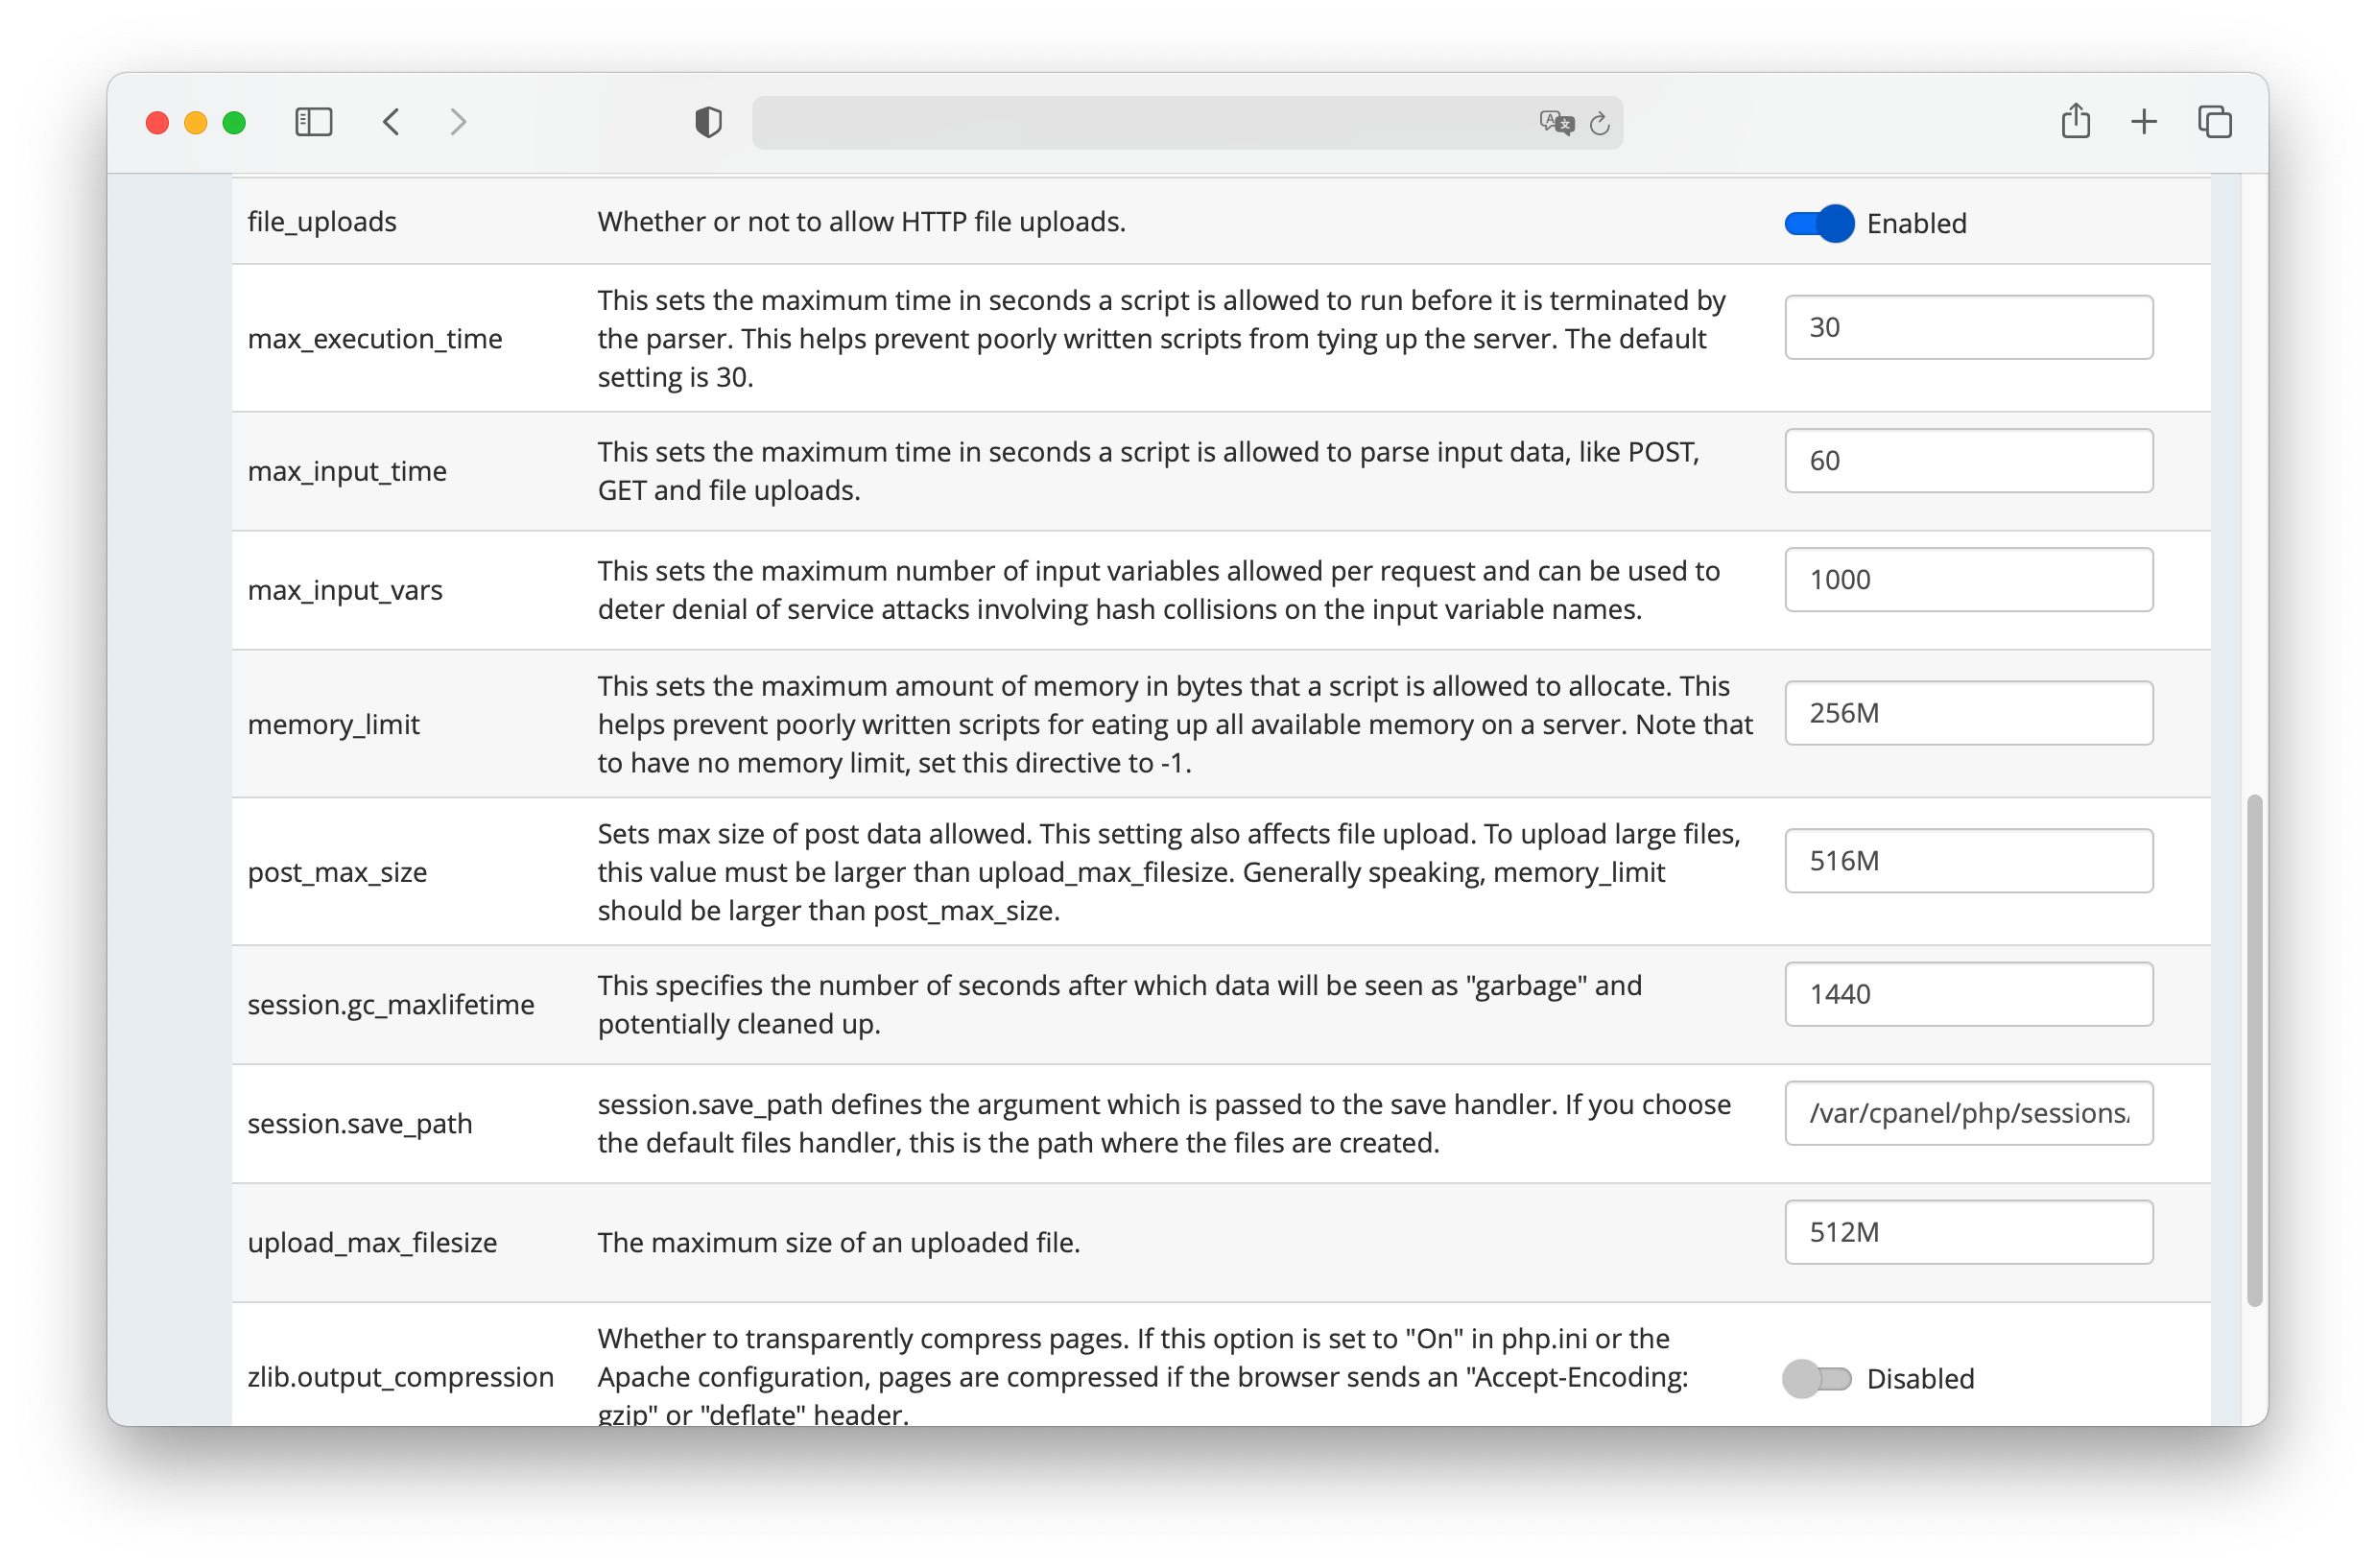 file_uploads
Whether or not to allow HTTP file uploads.
Enabled
max_execution_time
This sets the maximum time in seconds a script is allowed to run before it is terminated by
the parser. This helps prevent poorly written scripts from tying up the server. The default
setting is 30.
30
max_input_time
This sets the maximum time in seconds a script is allowed to parse input data, like POST,
GET and file uploads.
60
max_input_vars
This sets the maximum number of input variables allowed per request and can be used to
deter denial of service attacks involving hash collisions on the input variable names.
1000
memory_limit
This sets the maximum amount of memory in bytes that a script is allowed to allocate. This
helps prevent poorly written scripts for eating up all available memory on a server. Note that
to have no memory limit, set this directive to -1.
256M
post_max_size
Sets max size of post data allowed. This setting also affects file upload. To upload large files,
this value must be larger than upload_max_filesize. Generally speaking, memory_limit
should be larger than post_max_size.
516M
session.gc_maxlifetime
This specifies the number of seconds after which data will be seen as "garbage" and
potentially cleaned up.
1440
session.save_path
session.save_path defines the argument which is passed to the save handler. If you choose
the default files handler, this is the path where the files are created.
/var/cpanel/php/sessions/
upload_max_filesize
The maximum size of an uploaded file.
512M
zlib.output_compression
Whether to transparently compress pages. If this option is set to "On" in php.ini or the
Apache configuration, pages are compressed if the browser sends an "Accept-Encoding:
gzip" or "deflate" header.
Disabled